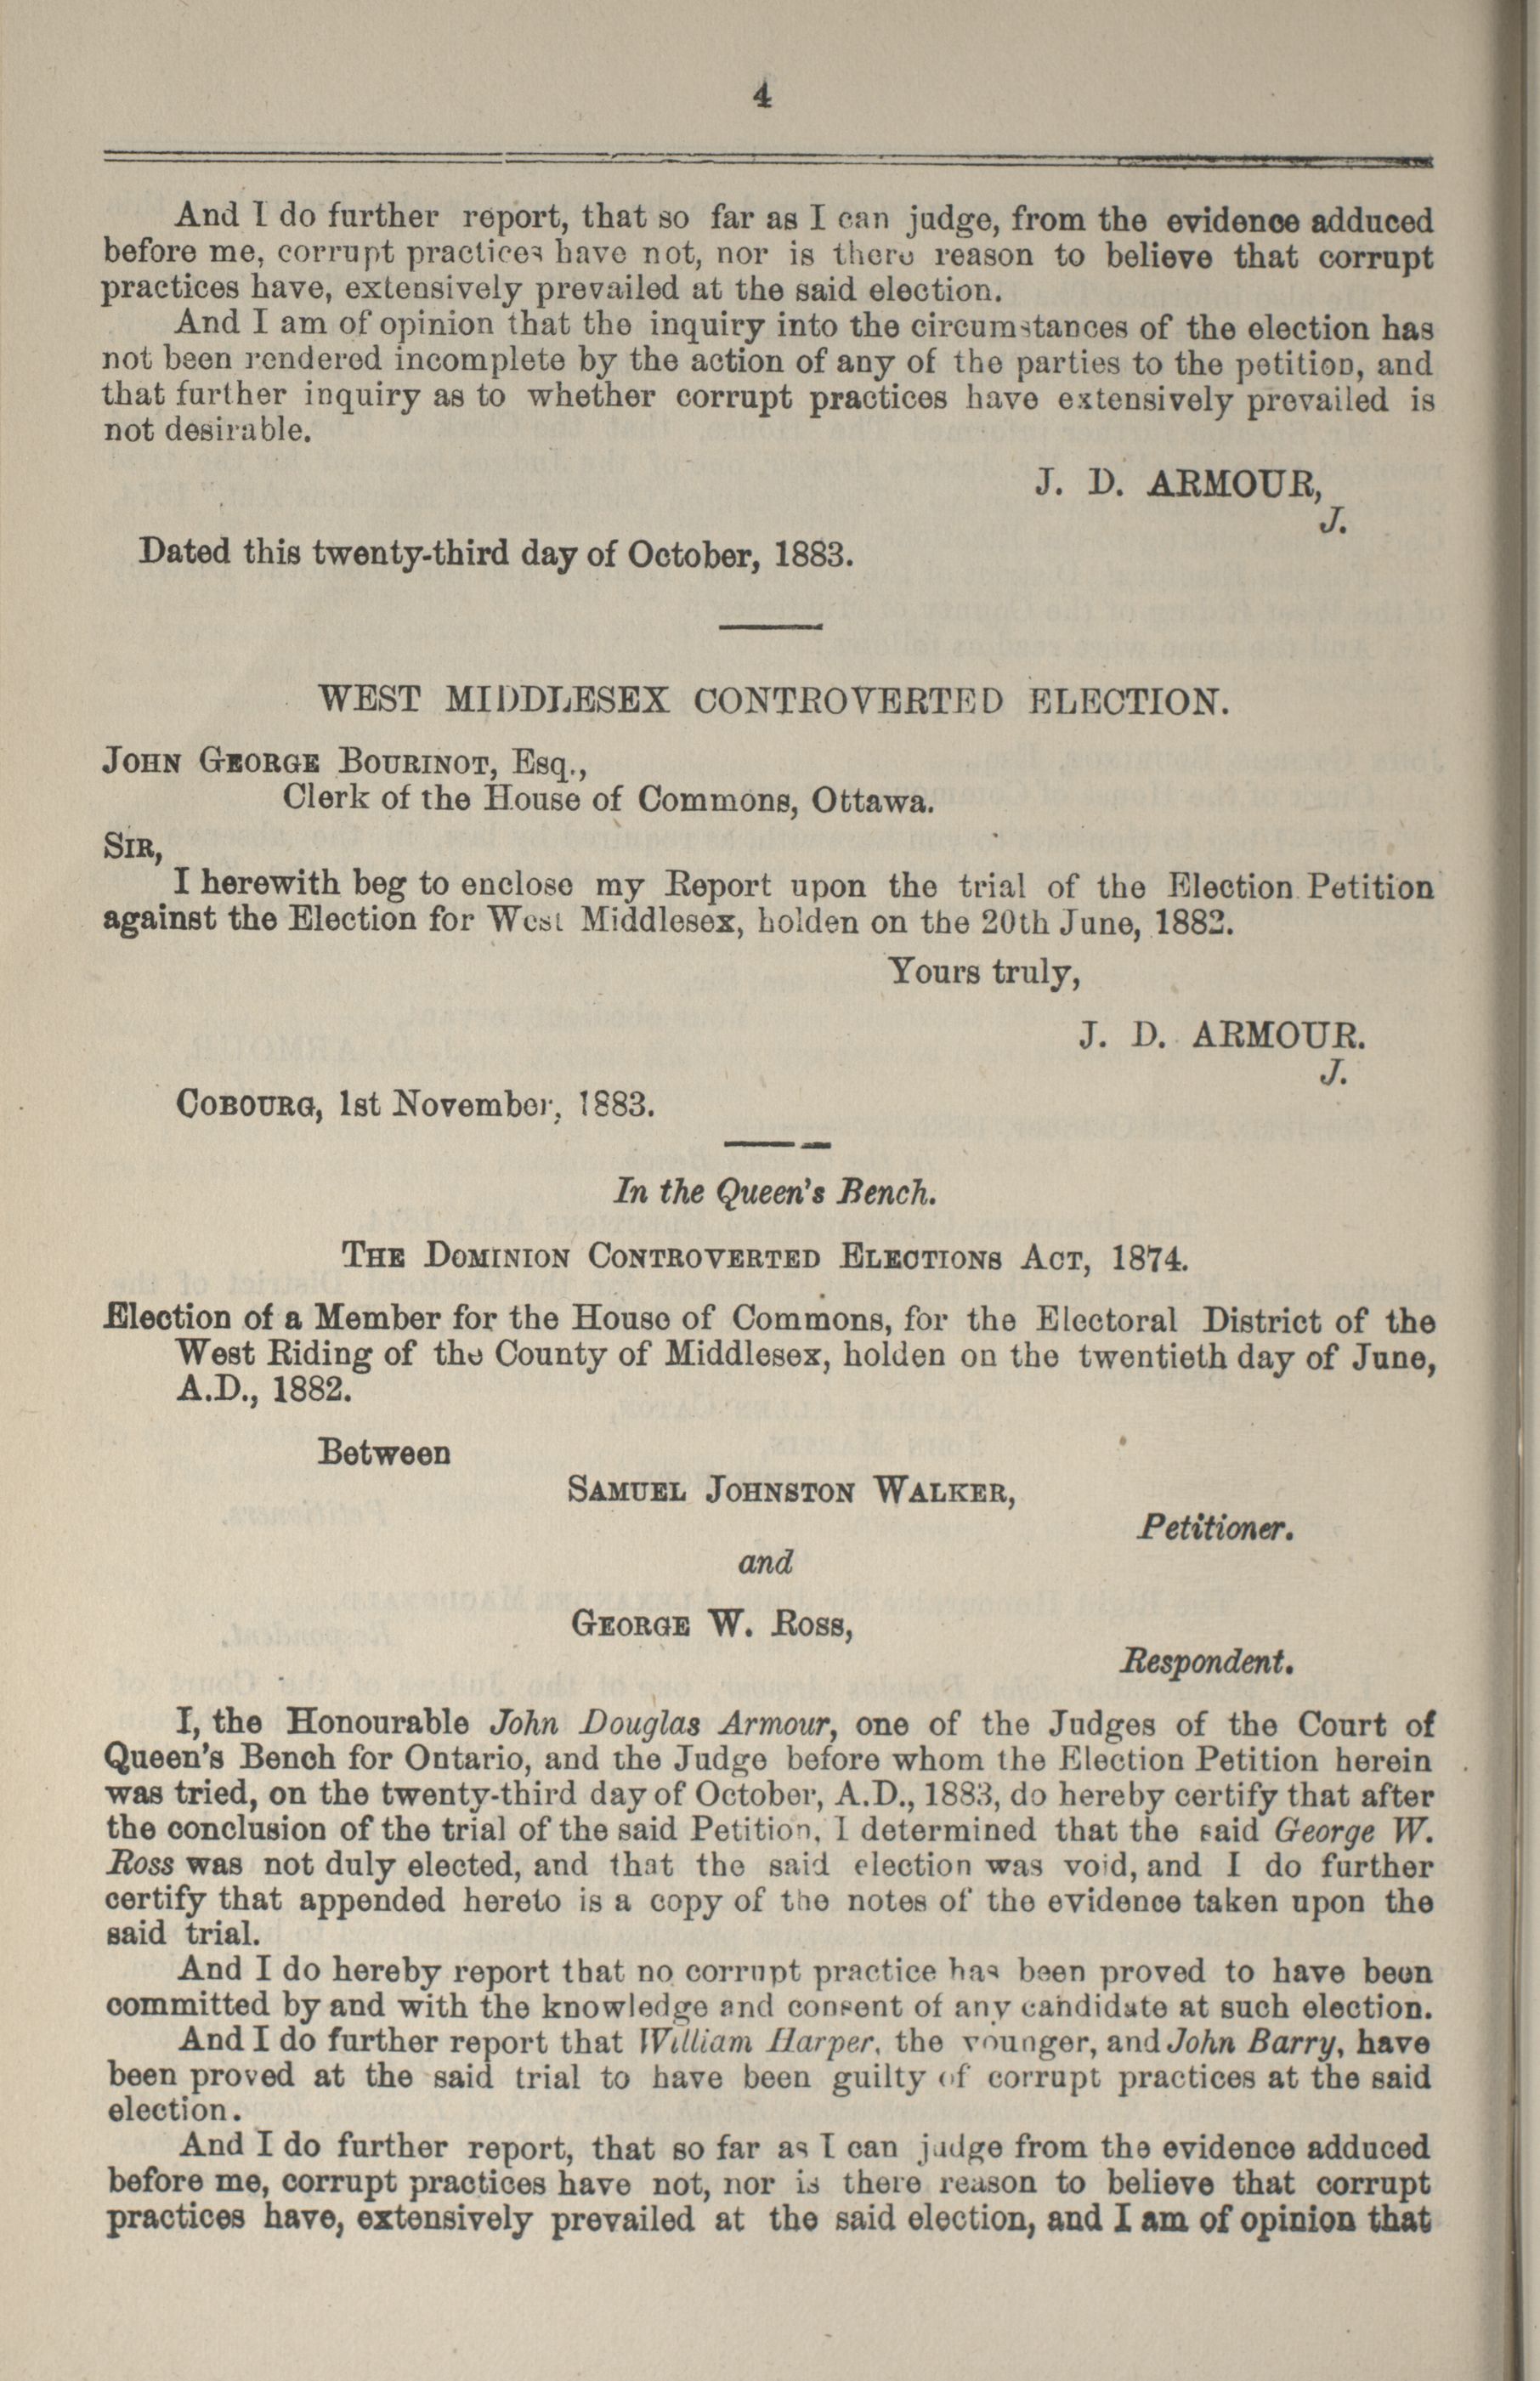 4
And I do further report, that so far as I can judge, from the evidence adduced
before me, corrupt practices have not, nor is there reason to believe that corrupt
practices have, extensively prevailed at the said election.
And I am of opinion that the inquiry into the circumstances of the election has
not been rendered incomplete by the action of any of the parties to the petition, and
that further inquiry as to whether corrupt practices have extensively prevailed is
not desirable.
J. D. ARMOUR,
J.
Dated this twenty-third day of October, 1883.
WEST MIDDLESEX CONTROVERTED ELECTION.
JOHN GEORGE BOURINOT, Esq.,
Clerk of the House of Commons, Ottawa.
SIR,
I herewith beg to enclose my Report upon the trial of the Election Petition
against the Election for West Middlesex, holden on the 20th June, 1882.
Yours truly,
J. D. ARMOUR.
J.
COBOURG, 1st November, 1883.
In the Queen's Bench.
THE DOMINION CONTROVERTED ELECTIONS ACT, 1874.
Election of a Member for the House of Commons, for the Electoral District of the
West Riding of the County of Middlesex, holden on the twentieth day of June,
A.D., 1882.
Between
SAMUEL JOHNSTON WALKER,
Petitioner.
and
GEORGE W. ROSS,
Respondent.
I, the Honourable John Douglas Armour, one of the Judges of the Court of
Queen's Bench for Ontario, and the Judge before whom the Election Petition herein
was tried, on the twenty-third day of October, A.D., 1883, do hereby certify that after
the conclusion of the trial of the said Petition, I determined that the said George W.
Ross was not duly elected, and that the said election was void, and I do further
certify that appended hereto is a copy of the notes of the evidence taken upon the
said trial.
And I do hereby report that no corrupt practice has been proved to have been
committed by and with the knowledge and consent of any candidate at such election.
And I do further report that William Harper, the younger, and John Barry, have
been proved at the said trial to have been guilty of corrupt practices at the said
election.
And I do further report, that so far as I can judge from the evidence adduced
before me, corrupt practices have not, nor is there reason to believe that corrupt
practices have, extensively prevailed at the said election, and I am of opinion that